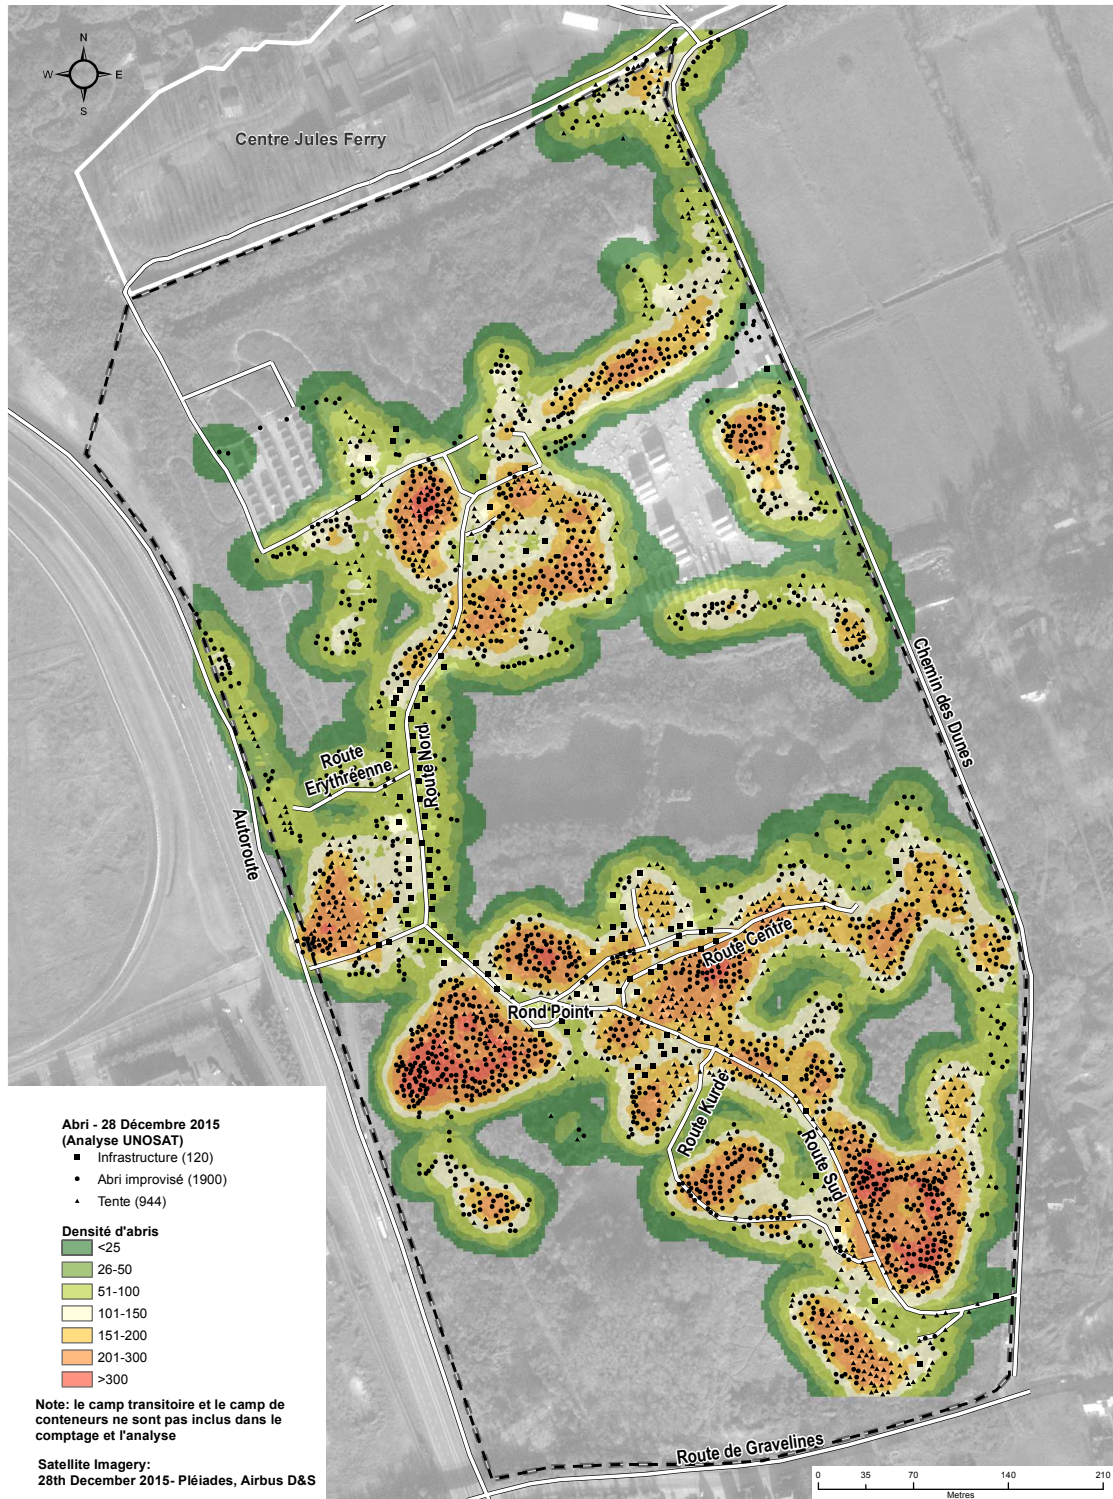 N
W E
S
Centre Jules Ferry
Chemin des Dunes
Route
Erythréenne
Route Nord
Autoroute
Route Centre
Rond Point
Route Kurde
Route Sud
Route de Gravelines
Abri - 28 Décembre 2015
(Analyse UNOSAT)
Infrastructure (120)
Abri improvisé (1900)
Tente (944)
Densité d'abris
<25
26-50
51-100
101-150
151-200
201-300
>300
Note: le camp transitoire et le camp de
conteneurs ne sont pas inclus dans le
comptage et l'analyse
Satellite Imagery:
28th December 2015- Pléiades, Airbus D&S
0 35 70 140 210
Metres